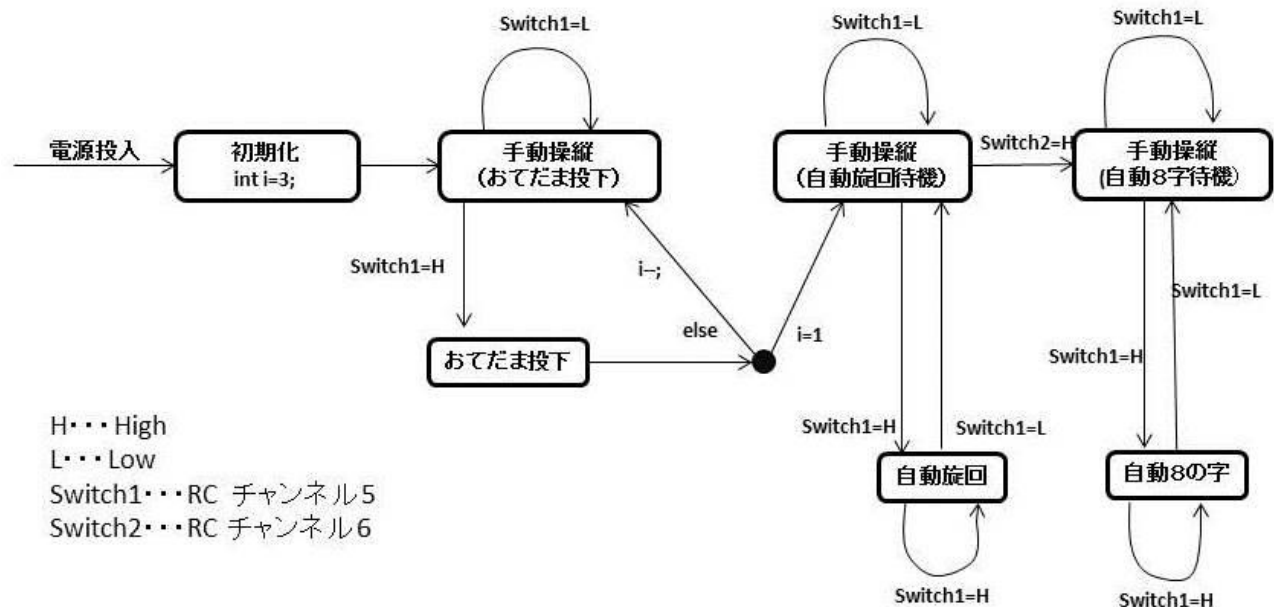 Switch1=L
Switch1=L
Switch1=L
電源投入
初期化
int i=3;
手動操縦
（おてだま投下）
手動操縦
（自動旋回待機）
Switch2=H
手動操縦
(自動８字待機）
Switch1=H
i--;
else
i=1
おてだま投下
Switch1=L
Switch1=H
Switch1=H
Switch1=L
自動旋回
自動８の字
Switch1=H
Switch1=H
H・・・High
L・・・Low
Switch1・・・RC チャンネル５
Switch2・・・RC チャンネル６